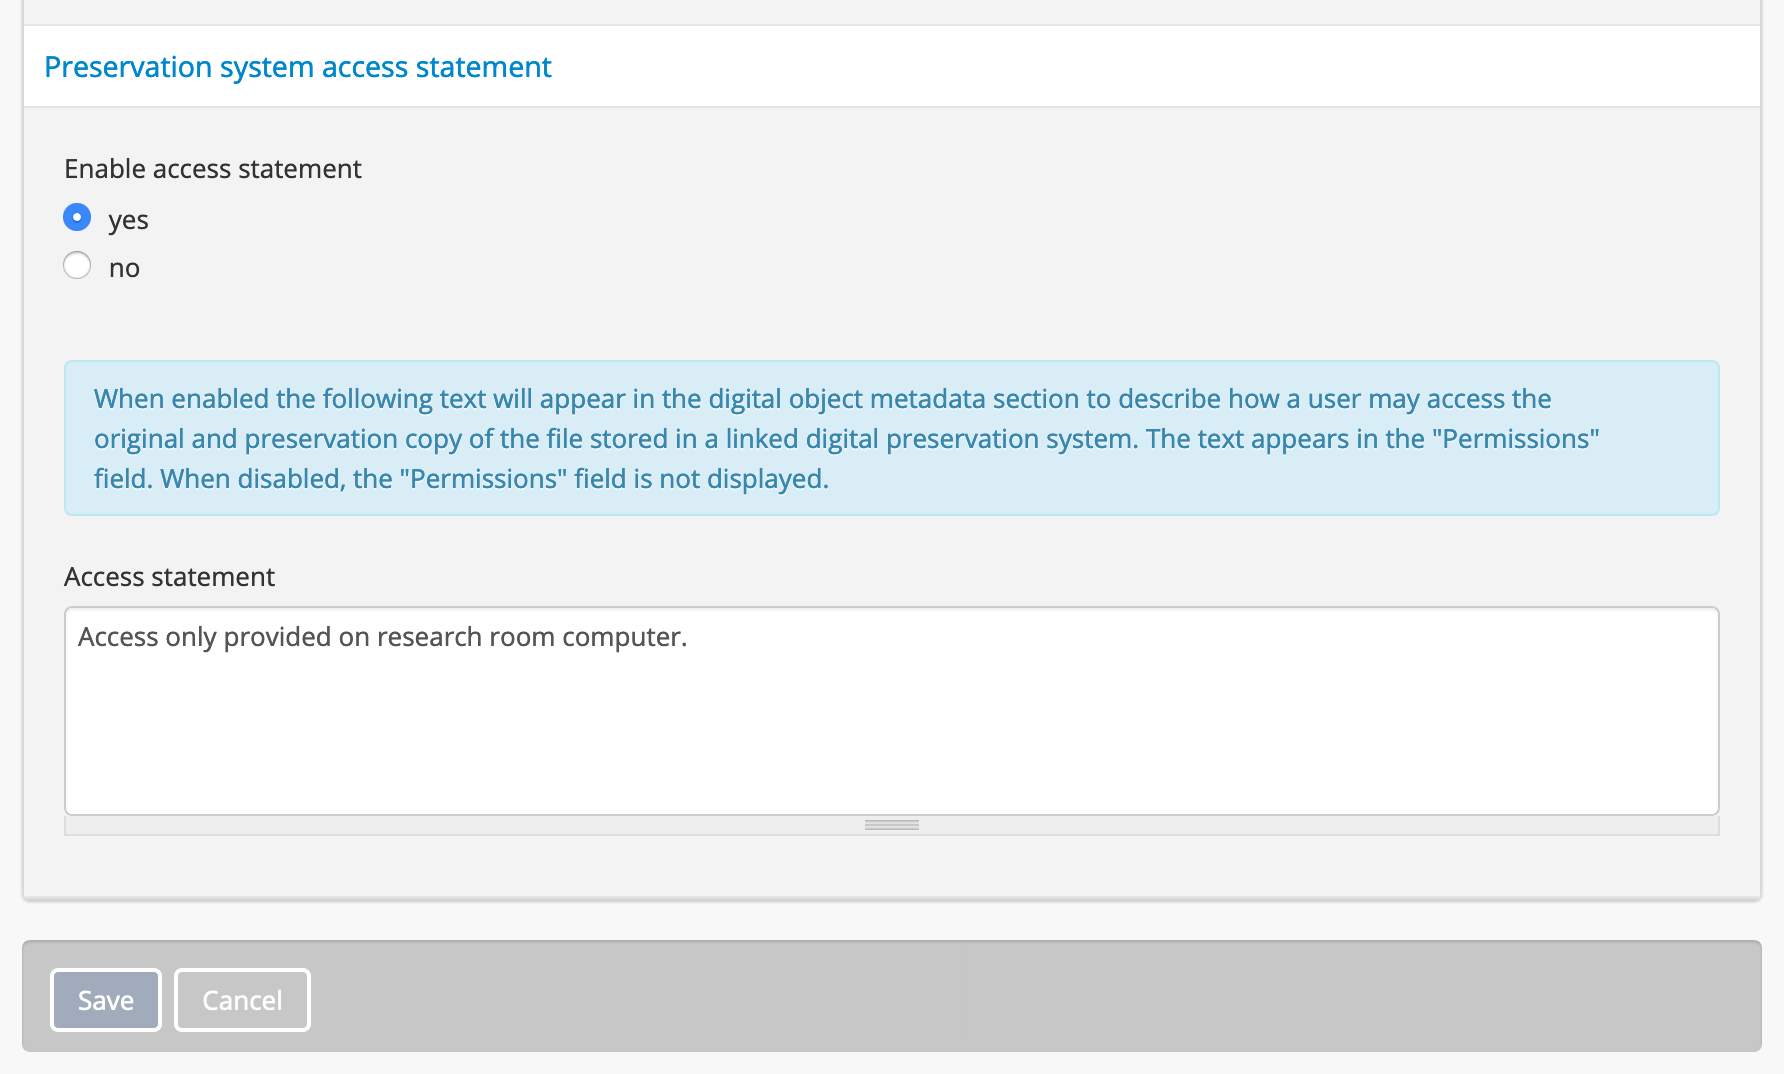 Preservation system access statement
Enable access statement
yes
no
When enabled the following text will appear in the digital object metadata section to describe how a user may access the
original and preservation copy of the file stored in a linked digital preservation system. The text appears in the "Permissions"
field. When disabled, the "Permissions" field is not displayed.
Access statement
Access only provided on research room computer.
Save
Cancel